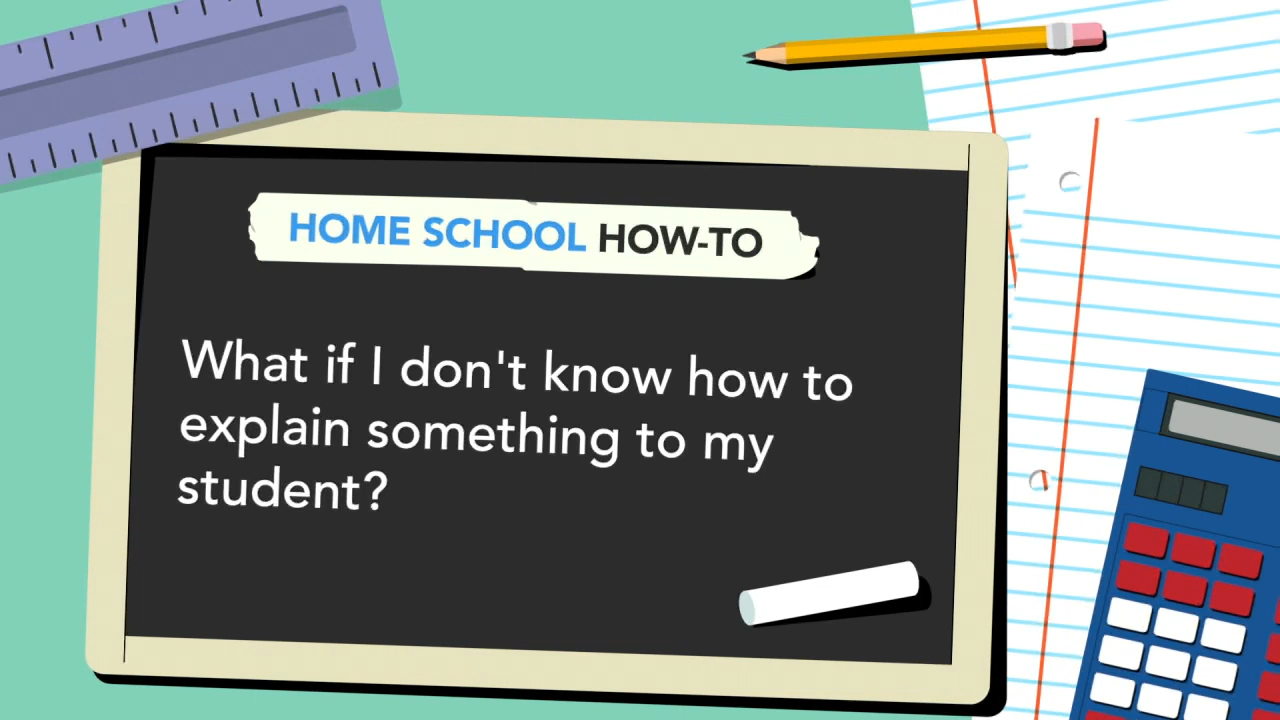 HOME SCHOOL HOW-TO
What if I don't know how to
explain something to my
student?